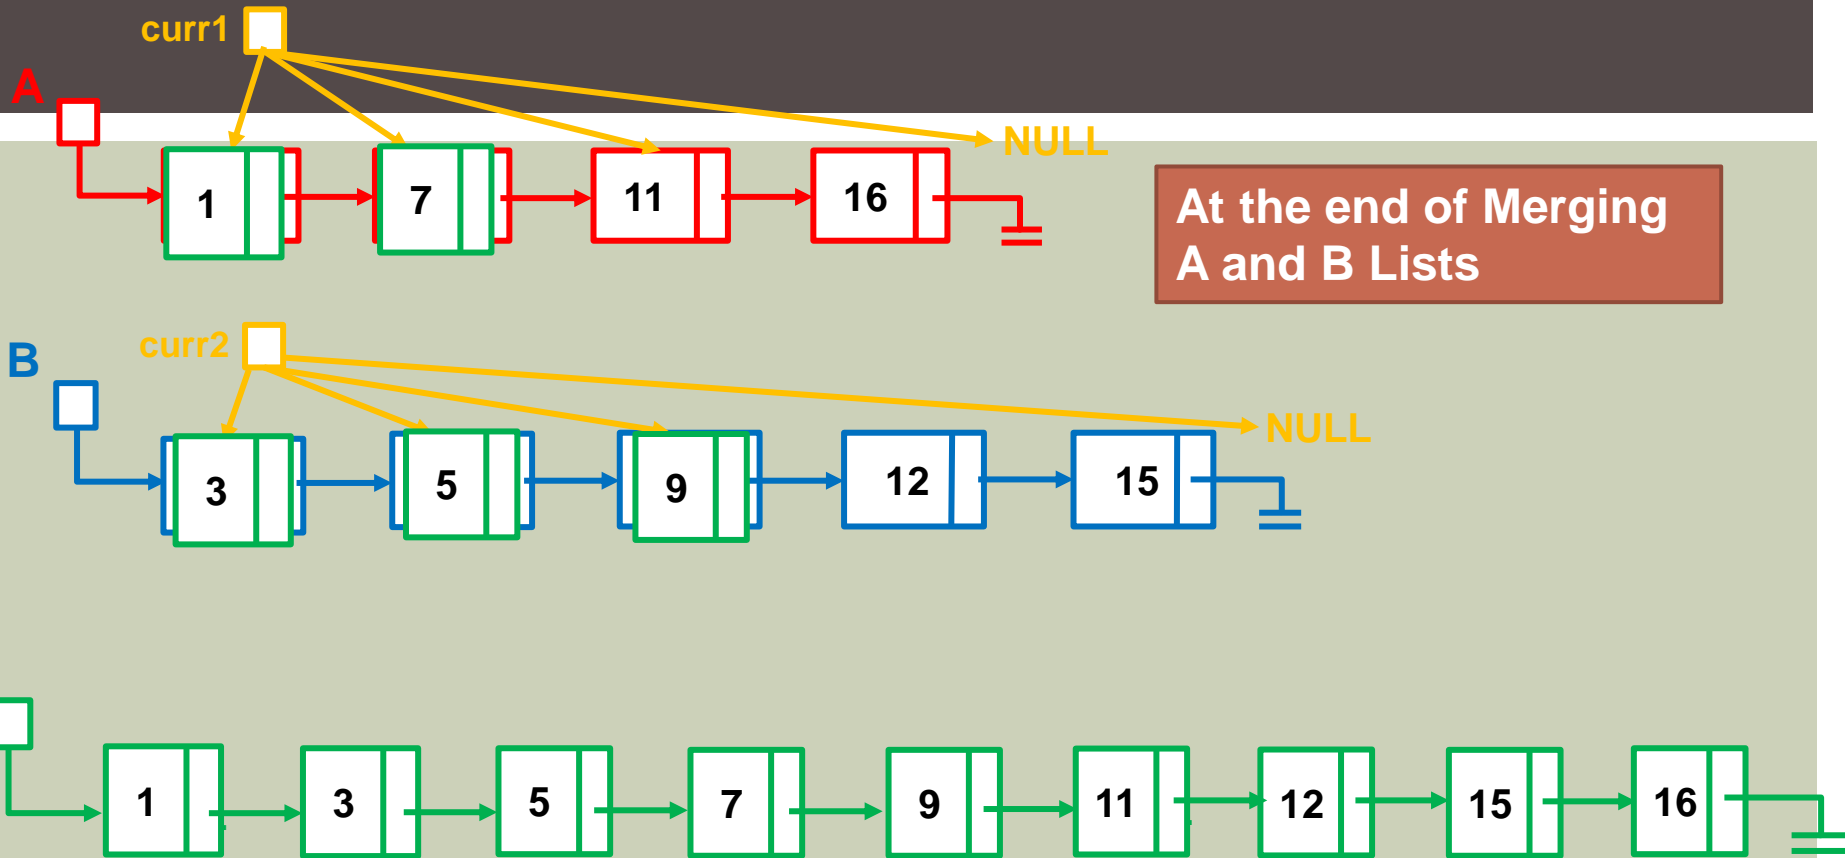 curr1
A
NULL
1 7 11 16
At the end of Merging
A and B Lists
curr2
B
NULL
3 5 9 12 15
1 3 5 7 9 11 12 15 16